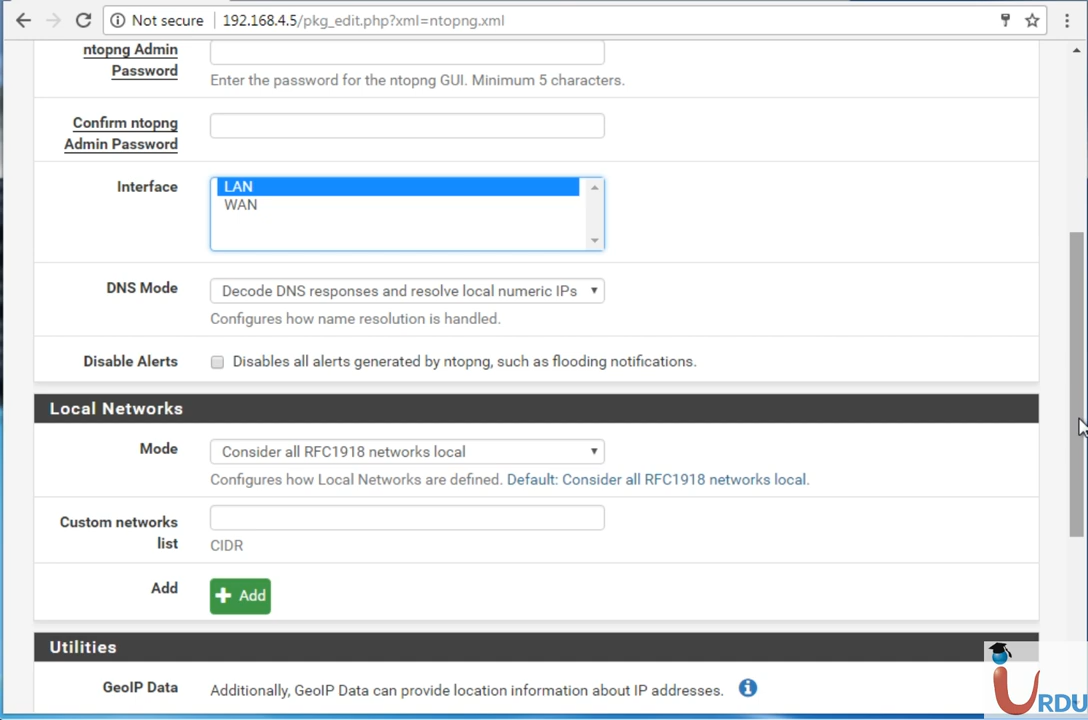 Not secure 192.168.4.5/pkg_edit.php?xml=ntopng.xml
ntopng Admin
Password
Enter the password for the ntopng GUI. Minimum 5 characters.
Confirm ntopng
Admin Password
Interface
LAN
WAN
DNS Mode
Decode DNS responses and resolve local numeric IPs
Configures how name resolution is handled.
Disable Alerts
Disables all alerts generated by ntopng, such as flooding notifications.
Local Networks
Mode
Consider all RFC1918 networks local
Configures how Local Networks are defined. Default: Consider all RFC1918 networks local.
Custom networks
list
CIDR
Add
Add
Utilities
GeoIP Data
Additionally, GeoIP Data can provide location information about IP addresses.
iURDU